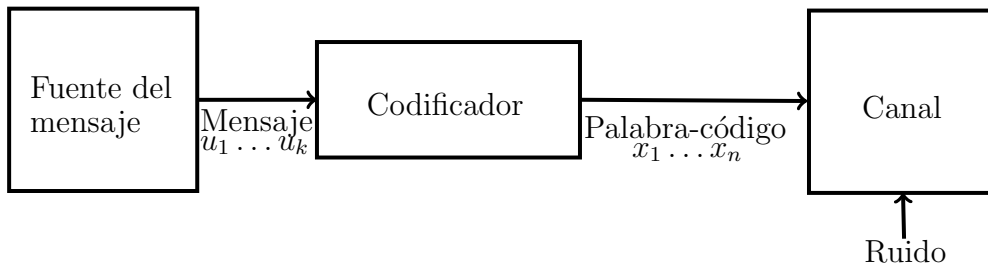 Fuente del
mensaje
Mensaje
u₁ … uₖ
Codificador
Palabra-código
x₁ … xₙ
Canal
Ruido